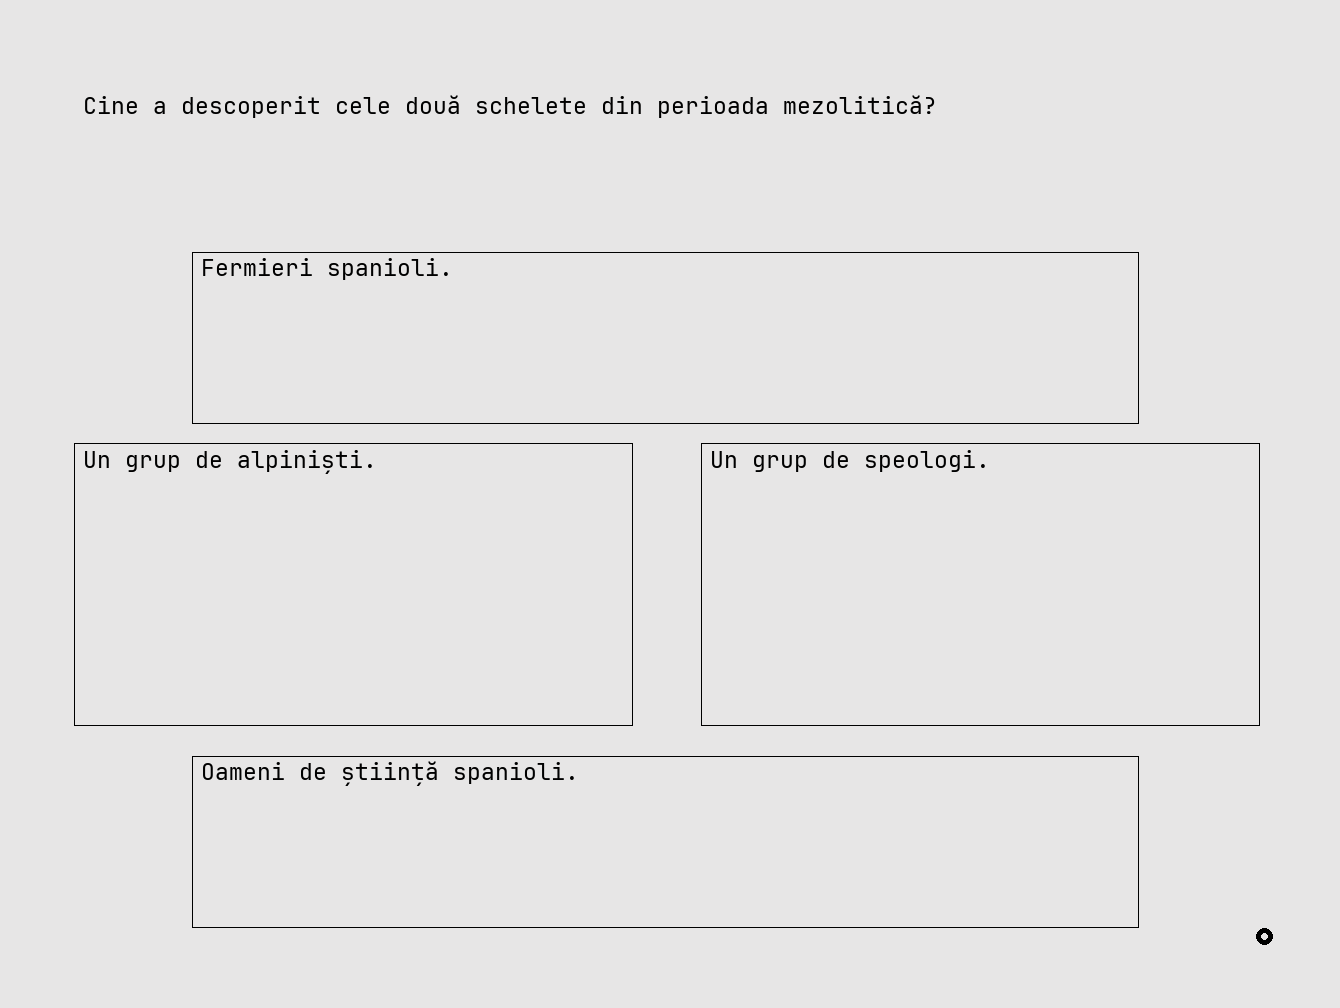 Cine a descoperit cele două schelete din perioada mezolitică?
Fermieri spanioli.
Un grup de alpiniști.
Un grup de speologi.
Oameni de știință spanioli.